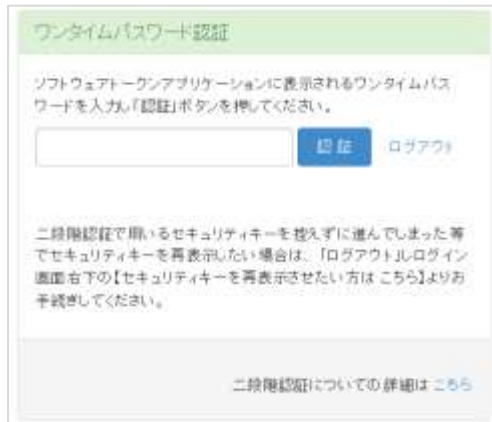 ワンタイムパスワード認証
ソフトウェアトークンアプリケーションに表示されるワンタイムパス
ワードを入力し「認証」ボタンを押してください。
認証 ログアウト
二段階認証で用いるセキュリティキーを控えずに進んでしまった等
でセキュリティキーを再表示したい場合は、「ログアウト」しログイン
画面右下の【セキュリティキーを再表示させたい方は こちら】よりお
手続きしてください。
二段階認証についての詳細は こちら